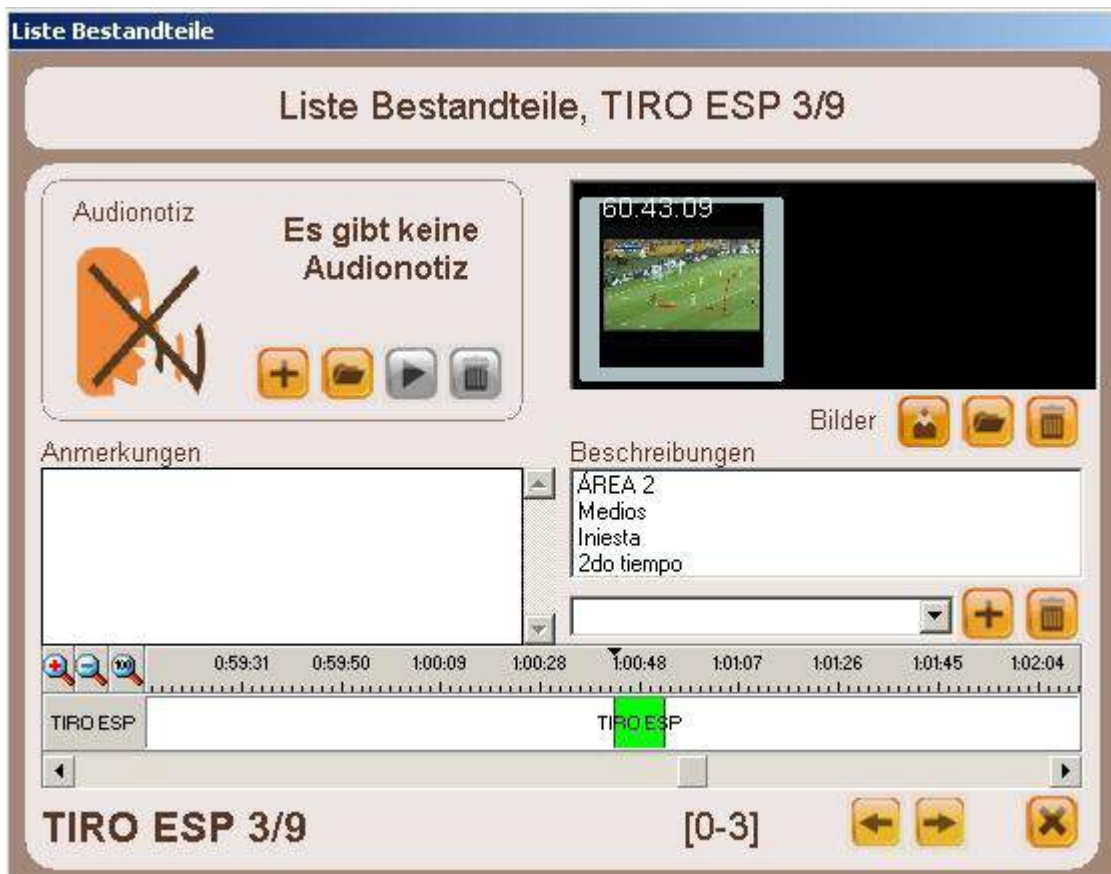 Liste Bestandteile
Liste Bestandteile, TIRO ESP 3/9
Audionotiz
Es gibt keine
Audionotiz
60:43:09
Bilder
Anmerkungen
Beschreibungen
ÁREA 2
Medios
Iniesta
2do tiempo
100
0:59:31 0:59:50 1:00:09 1:00:28 1:00:48 1:01:07 1:01:26 1:01:45 1:02:04
TIRO ESP
TIRO ESP
TIRO ESP 3/9
[0-3]